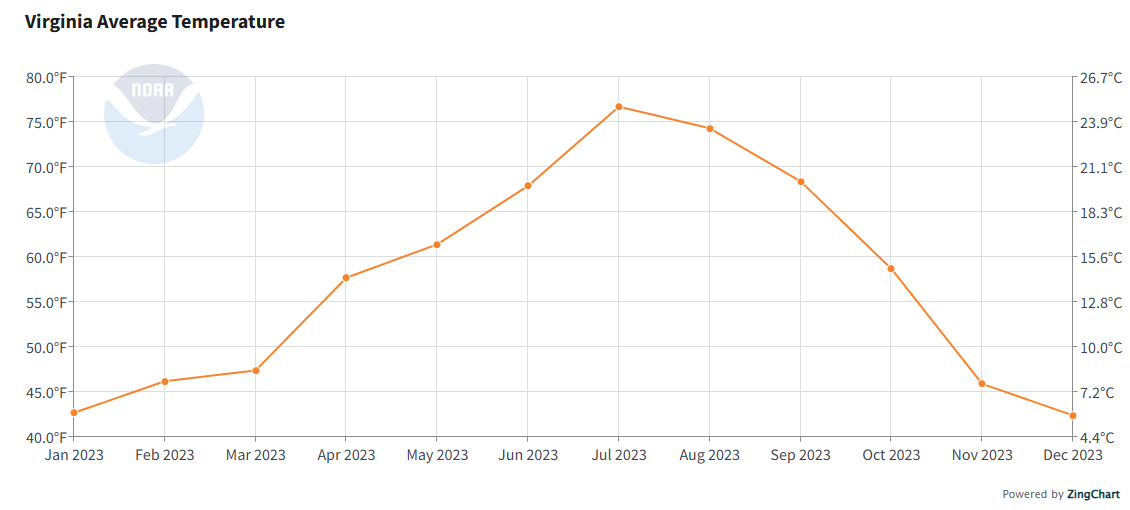 Virginia Average Temperature
NOAA
80.0°F
75.0°F
70.0°F
65.0°F
60.0°F
55.0°F
50.0°F
45.0°F
40.0°F
26.7°C
23.9°C
21.1°C
18.3°C
15.6°C
12.8°C
10.0°C
7.2°C
4.4°C
Jan 2023 Feb 2023 Mar 2023 Apr 2023 May 2023 Jun 2023 Jul 2023 Aug 2023 Sep 2023 Oct 2023 Nov 2023 Dec 2023
Powered by ZingChart